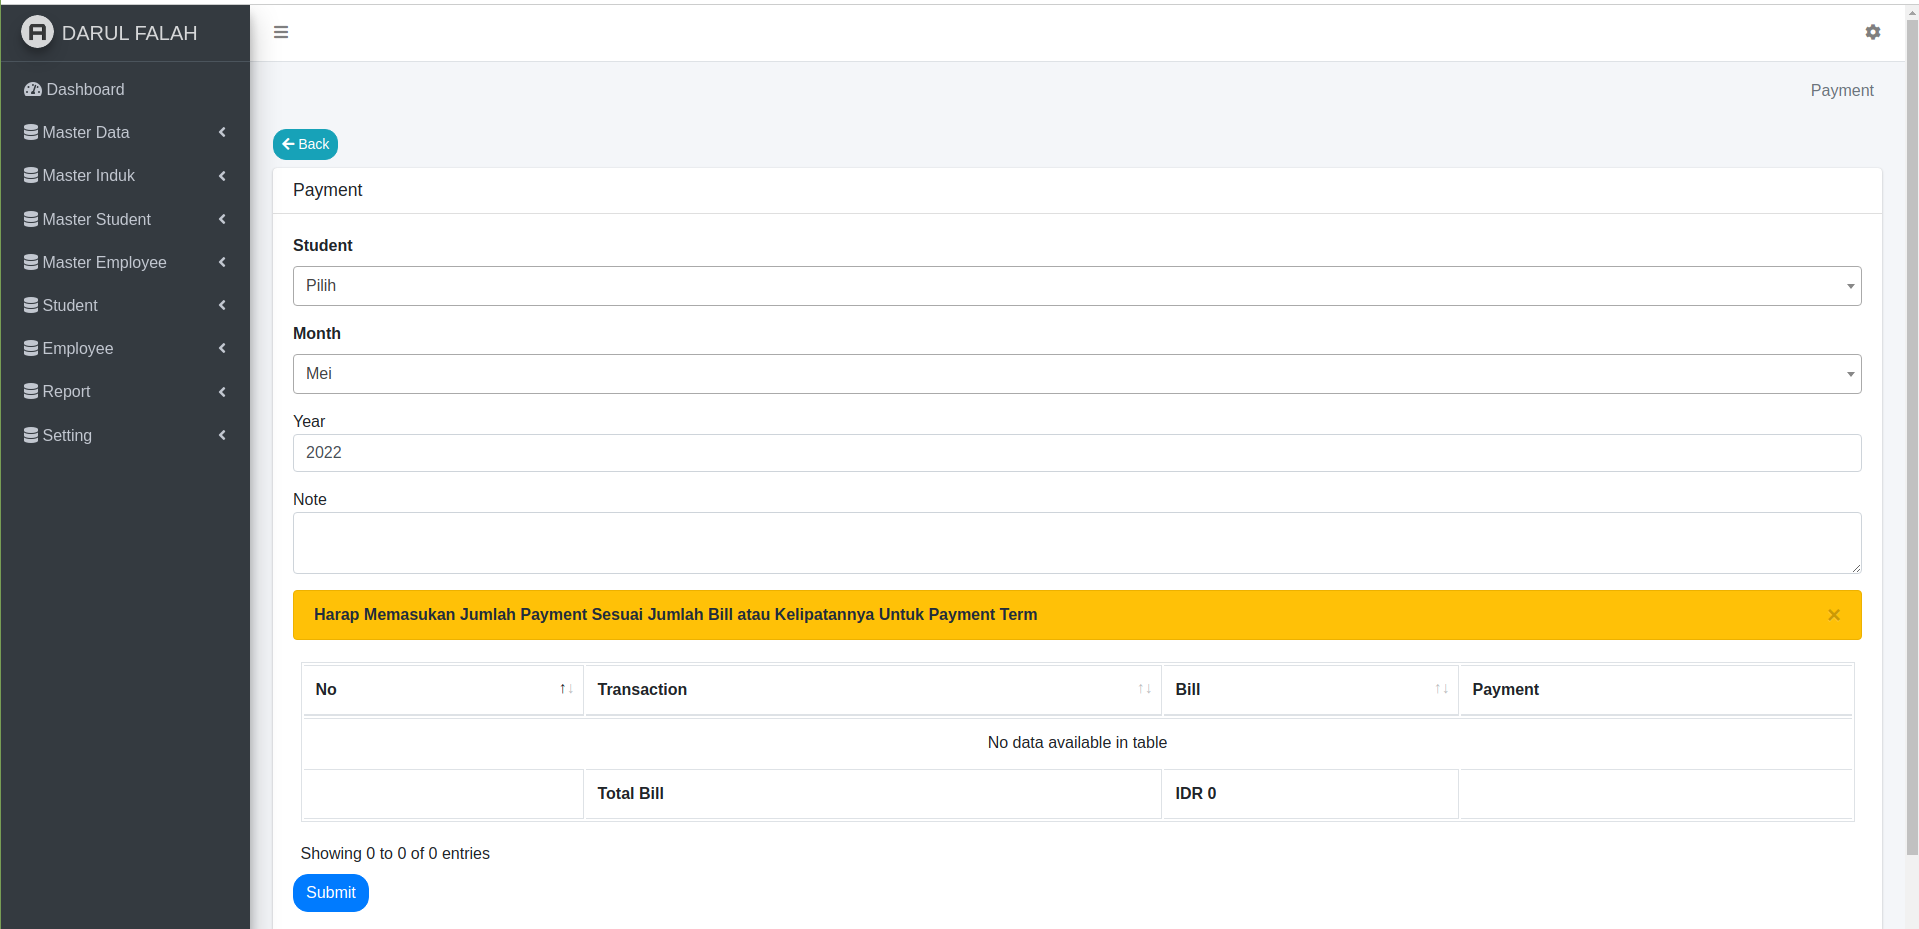 DARUL FALAH
Dashboard
Master Data
Master Induk
Master Student
Master Employee
Student
Employee
Report
Setting
Payment
Back
Payment
Student
Pilih
Month
Mei
Year
2022
Note
Harap Memasukan Jumlah Payment Sesuai Jumlah Bill atau Kelipatannya Untuk Payment Term
No Transaction Bill Payment
No data available in table
Total Bill IDR 0
Showing 0 to 0 of 0 entries
Submit